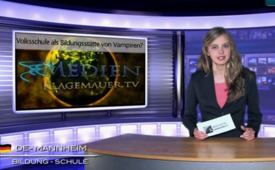 Volksschule als Bildungsstätte von Vampiren?
MEDIEN
KLAGEMAUER.TV
DE- MANNHEIM
BILDUNG - SCHULE